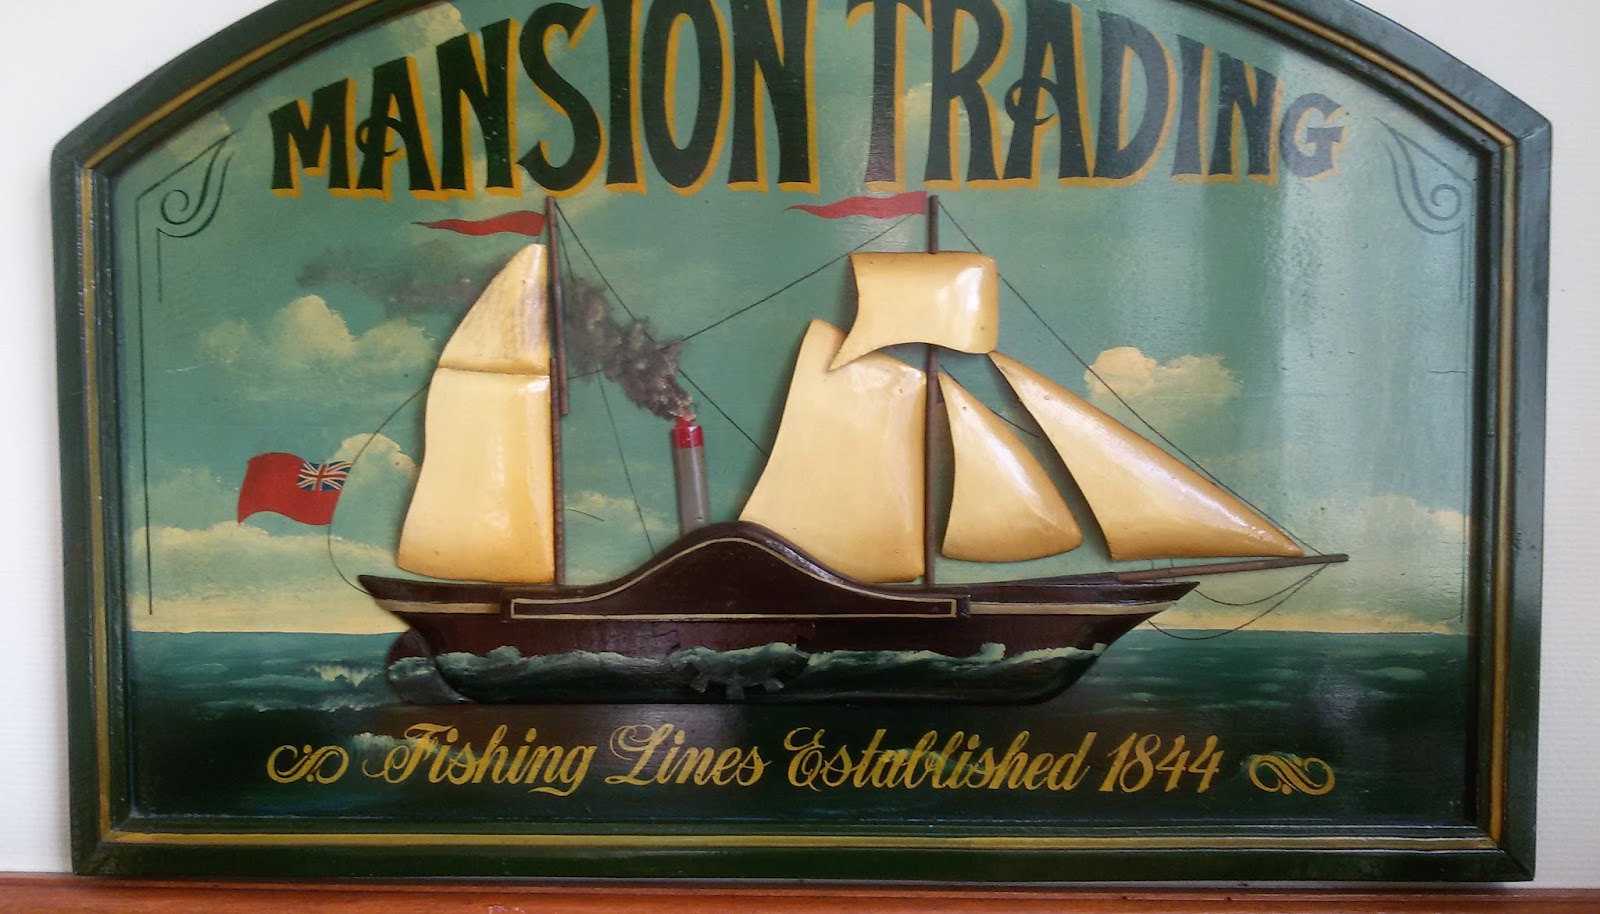 MANSION TRADING
Fishing Lines Established 1844